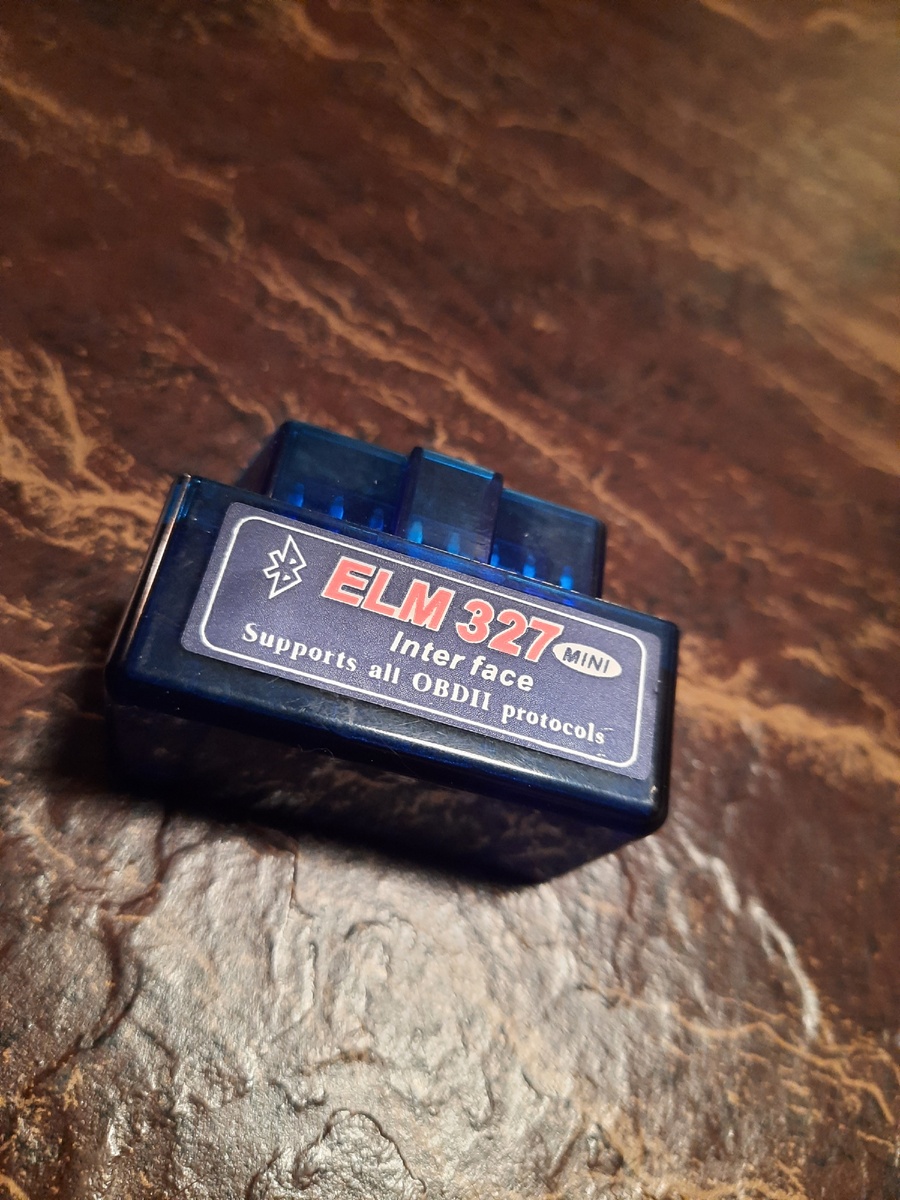 ELM 327 MINI
Inter face
Supports all OBDII protocols